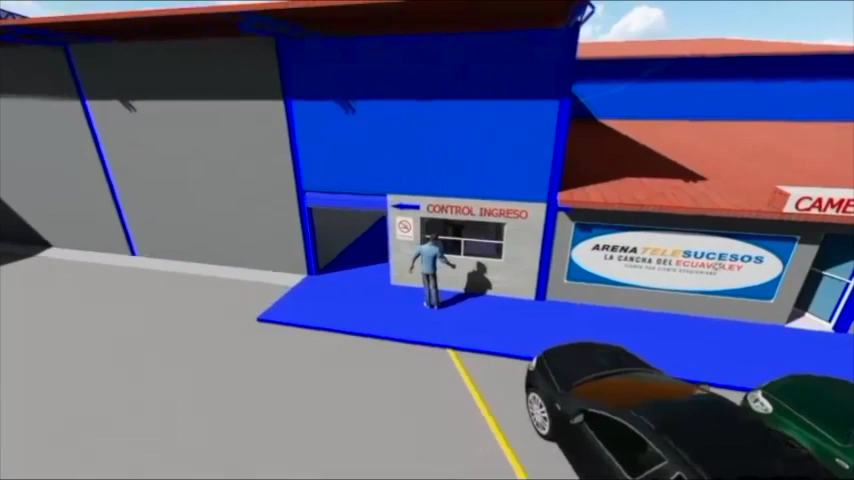 CONTROL INGRESO
CAME
ARENA TELESUCESOS
LA CANCHA DEL ECUAVOLEY